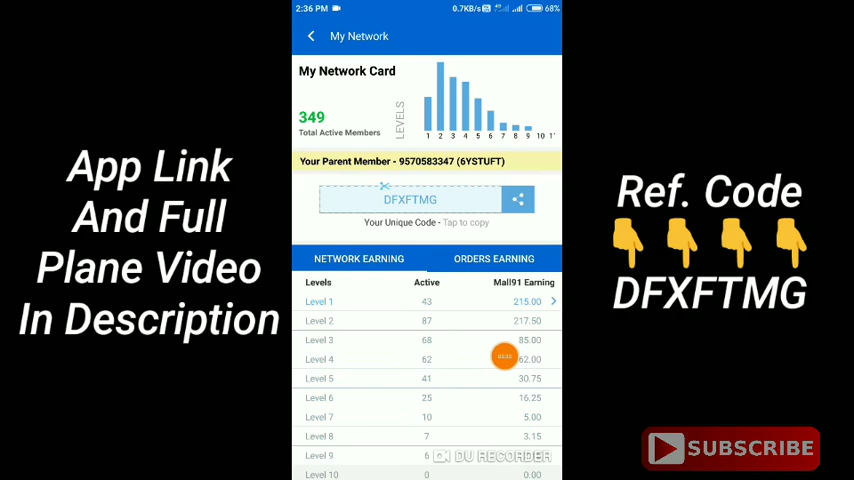 2:36 PM
0.7KB/s
68%
My Network
My Network Card
349
Total Active Members
LEVELS
1 2 3 4 5 6 7 8 9 10 1
Your Parent Member - 9570583347 (6YSTUFT)
DFXFTMG
Your Unique Code - Tap to copy
NETWORK EARNING ORDERS EARNING
Levels Active Mall91 Earning
Level 1 43 215.00
Level 2 87 217.50
Level 3 68 85.00
Level 4 62 62.00
Level 5 41 30.75
Level 6 25 16.25
Level 7 10 5.00
Level 8 7 3.15
Level 9 6
Level 10 0 0.00
DU RECORDER
App Link
And Full
Plane Video
In Description
Ref. Code
DFXFTMG
SUBSCRIBE